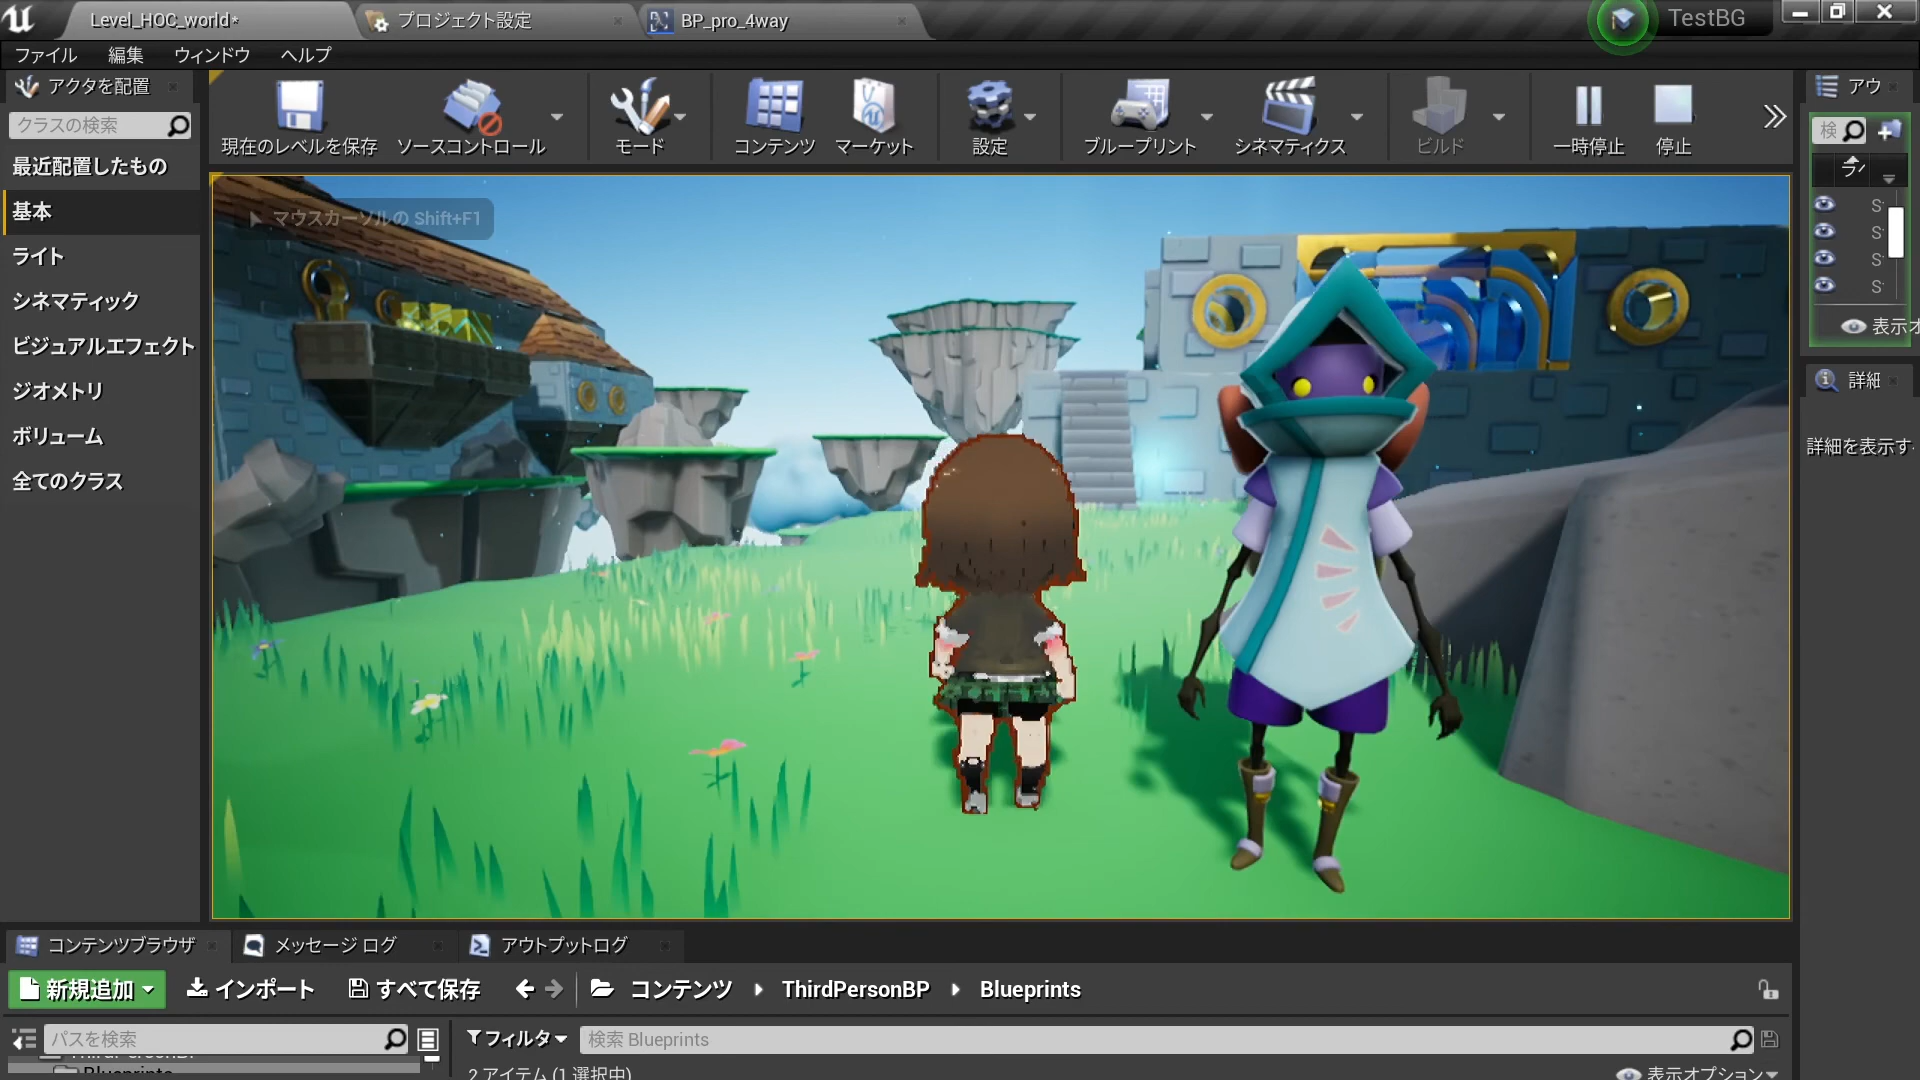 Level_HOC_world*
プロジェクト設定
BP_pro_4way
TestBG
ファイル 編集 ウィンドウ ヘルプ
アクタを配置
クラスの検索
最近配置したもの
基本
ライト
シネマティック
ビジュアルエフェクト
ジオメトリ
ボリューム
全てのクラス
現在のレベルを保存
ソースコントロール
モード
コンテンツ
マーケット
設定
ブループリント
シネマティクス
ビルド
一時停止
停止
マウスカーソルの Shift+F1
アウ
検
ラ
S
S
S
S
表示オ
詳細
詳細を表示す
コンテンツブラウザ
メッセージ ログ
アウトプットログ
新規追加
インポート
すべて保存
コンテンツ
ThirdPersonBP
Blueprints
パスを検索
フィルタ
検索 Blueprints
ThirdPersonBP
Blueprints
2 アイテム (1 選択中)
表示オプション